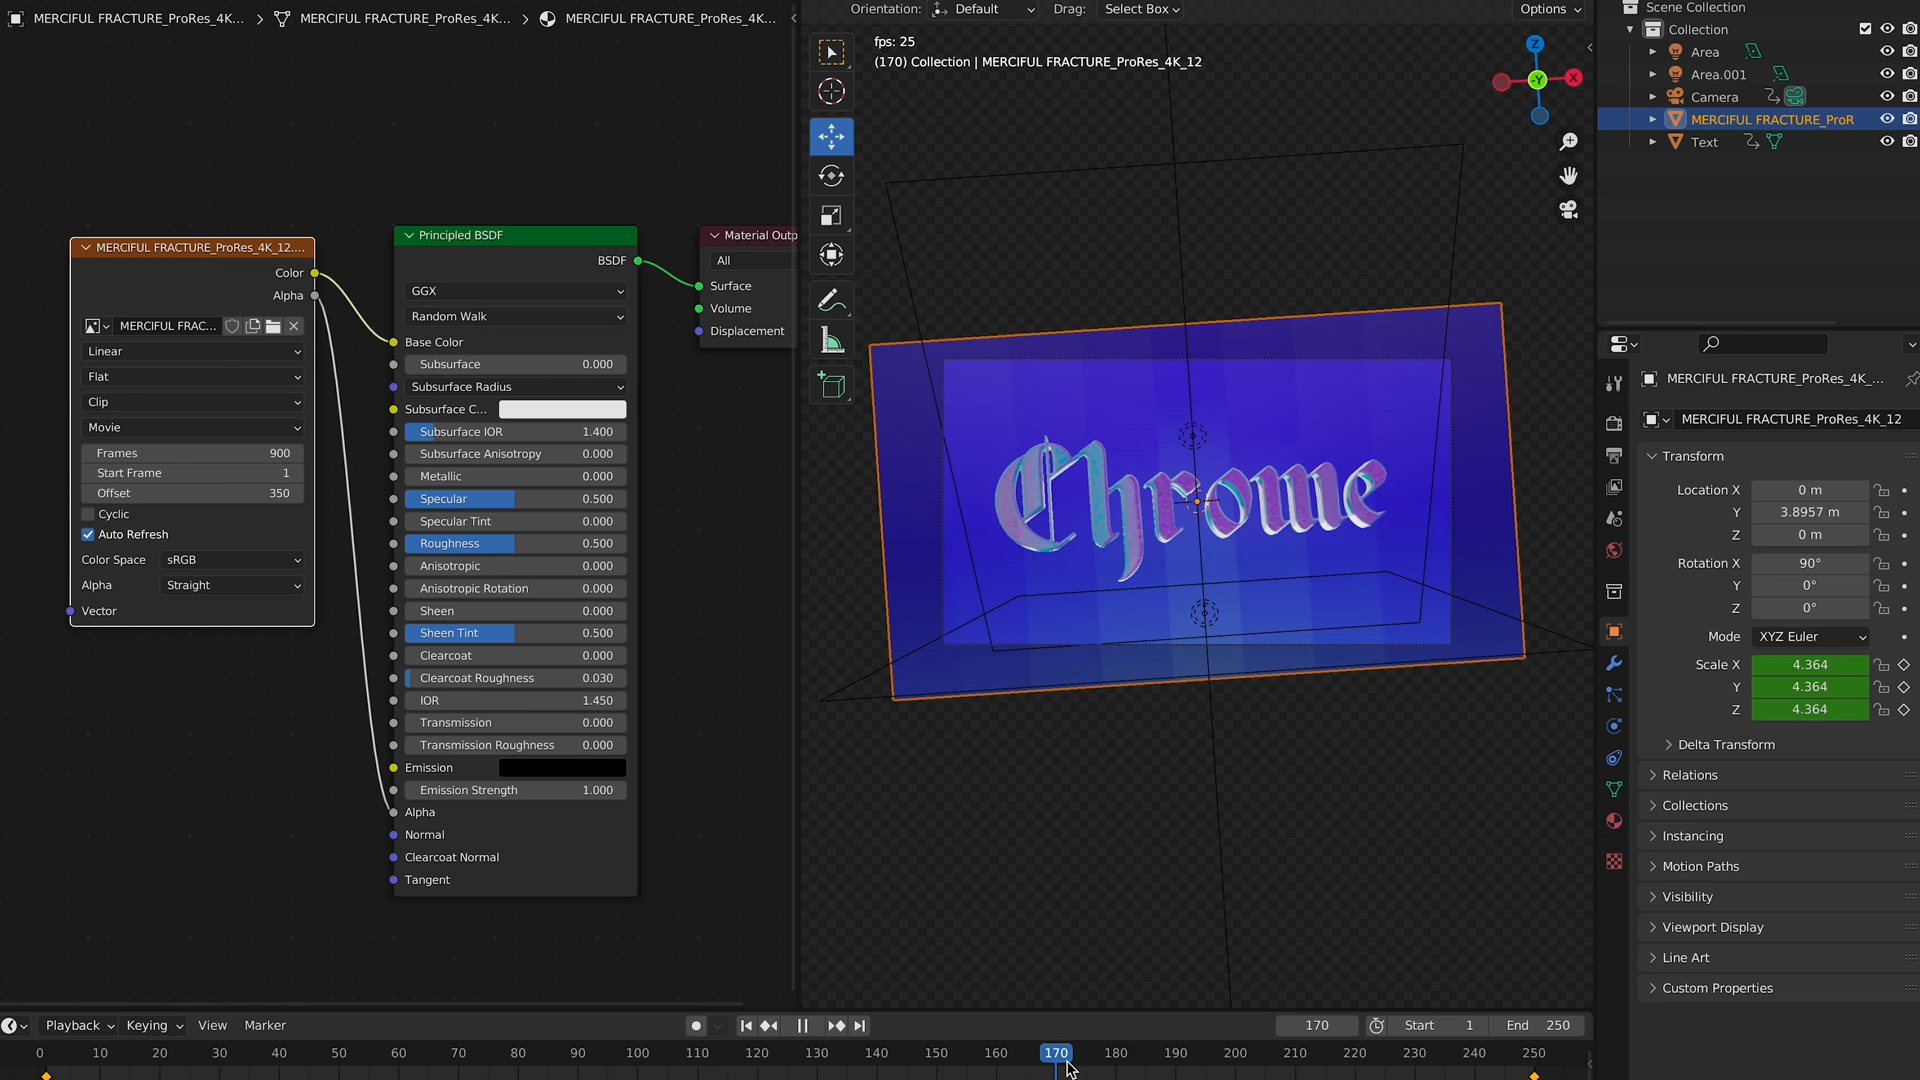 MERCIFUL FRACTURE_ProRes_4K... > MERCIFUL FRACTURE_ProRes_4K... > MERCIFUL FRACTURE_ProRes_4K...
Orientation: Default Drag: Select Box Options
fps: 25
(170) Collection | MERCIFUL FRACTURE_ProRes_4K_12
Z
-Y X
Chrome
MERCIFUL FRACTURE_ProRes_4K_12....
Color
Alpha
MERCIFUL FRAC...
Linear
Flat
Clip
Movie
Frames 900
Start Frame 1
Offset 350
Cyclic
Auto Refresh
Color Space sRGB
Alpha Straight
Vector
Principled BSDF
BSDF
GGX
Random Walk
Base Color
Subsurface 0.000
Subsurface Radius
Subsurface C...
Subsurface IOR 1.400
Subsurface Anisotropy 0.000
Metallic 0.000
Specular 0.500
Specular Tint 0.000
Roughness 0.500
Anisotropic 0.000
Anisotropic Rotation 0.000
Sheen 0.000
Sheen Tint 0.500
Clearcoat 0.000
Clearcoat Roughness 0.030
IOR 1.450
Transmission 0.000
Transmission Roughness 0.000
Emission
Emission Strength 1.000
Alpha
Normal
Clearcoat Normal
Tangent
Material Outp
All
Surface
Volume
Displacement
Scene Collection
Collection
Area
Area.001
Camera
MERCIFUL FRACTURE_ProR
Text
MERCIFUL FRACTURE_ProRes_4K_...
MERCIFUL FRACTURE_ProRes_4K_12
Transform
Location X 0 m
Y 3.8957 m
Z 0 m
Rotation X 90°
Y 0°
Z 0°
Mode XYZ Euler
Scale X 4.364
Y 4.364
Z 4.364
Delta Transform
Relations
Collections
Instancing
Motion Paths
Visibility
Viewport Display
Line Art
Custom Properties
Playback Keying View Marker 170 Start 1 End 250
0 10 20 30 40 50 60 70 80 90 100 110 120 130 140 150 160 170 180 190 200 210 220 230 240 250